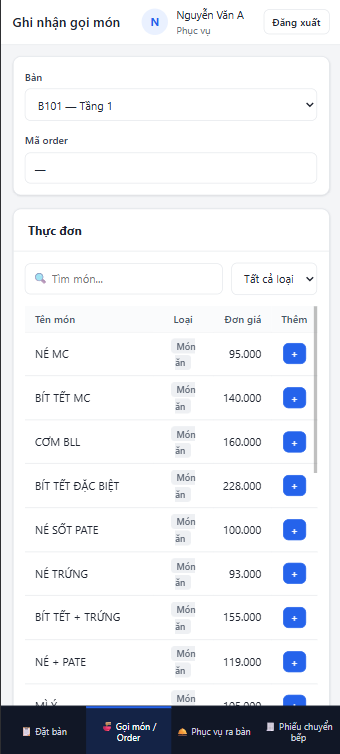 Ghi nhận gọi món
N
Nguyễn Văn A
Phục vụ
Đăng xuất
Bàn
B101 — Tầng 1
Mã order
—
Thực đơn
Tìm món...
Tất cả loại
Tên món Loại Đơn giá Thêm
NÉ MC Món ăn 95.000 +
BÍT TẾT MC Món ăn 140.000 +
CƠM BLL Món ăn 160.000 +
BÍT TẾT ĐẶC BIỆT Món ăn 228.000 +
NÉ SỐT PATE Món ăn 100.000 +
NÉ TRỨNG Món ăn 93.000 +
BÍT TẾT + TRỨNG Món ăn 155.000 +
NÉ + PATE Món ăn 119.000 +
MÌ Ý Món
Đặt bàn
Gọi món /
Order
Phục vụ ra bàn
Phiếu chuyển
bếp